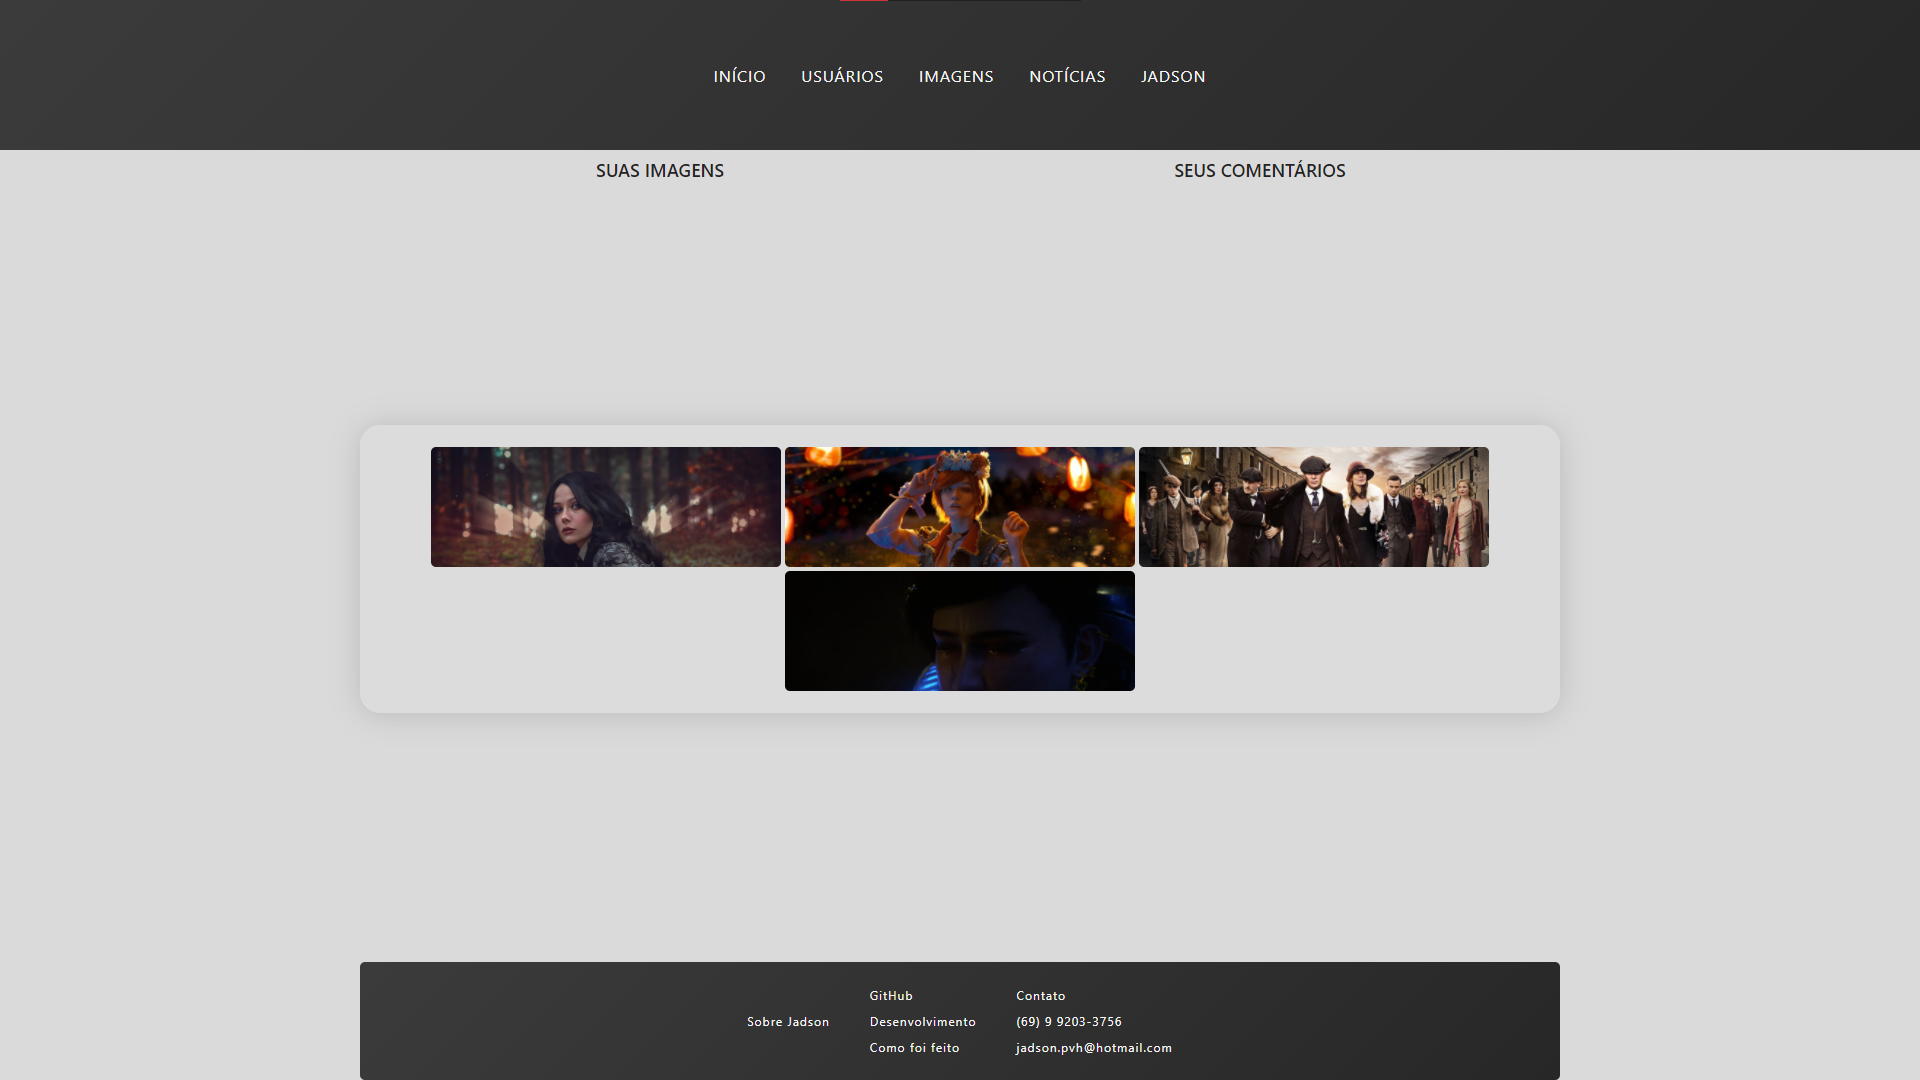 INÍCIO USUÁRIOS IMAGENS NOTÍCIAS JADSON
SUAS IMAGENS
SEUS COMENTÁRIOS
Sobre Jadson
GitHub
Desenvolvimento
Como foi feito
Contato
(69) 9 9203-3756
jadson.pvh@hotmail.com